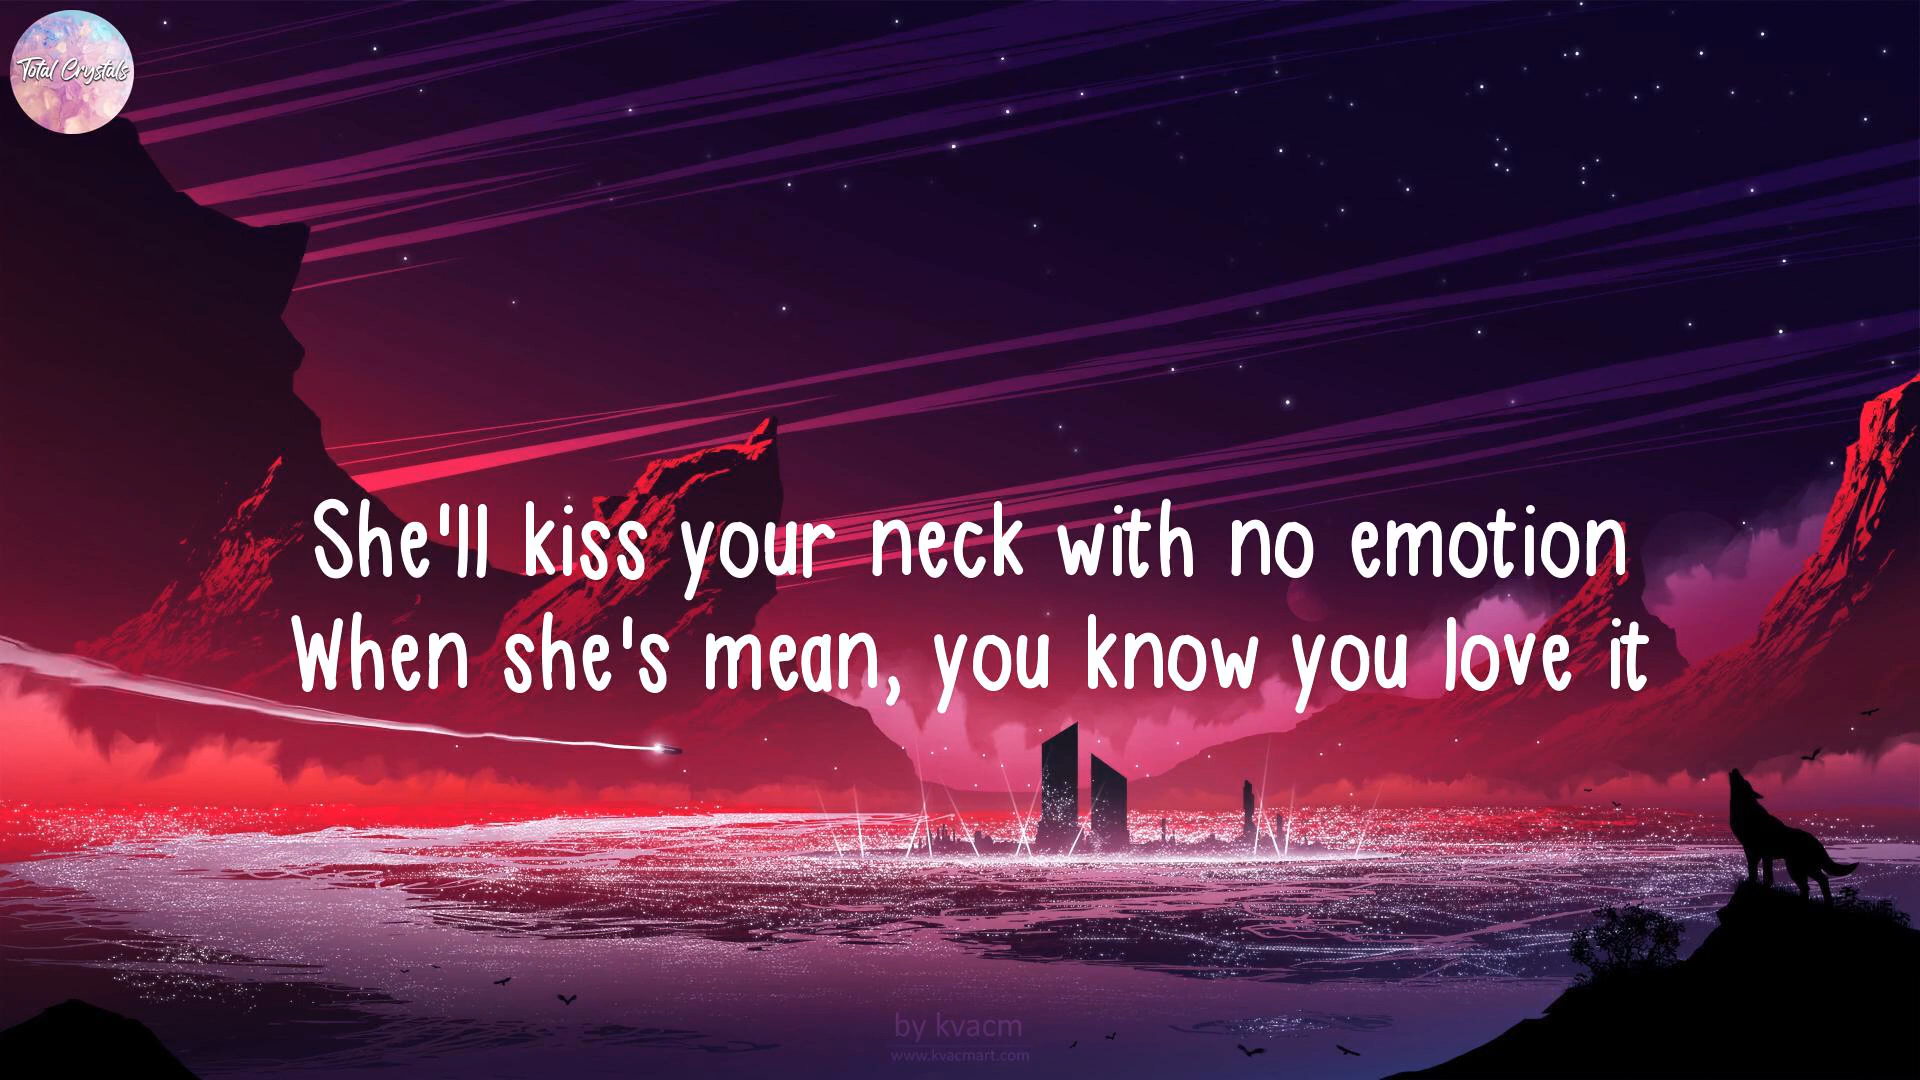 Total Crystals
She'll kiss your neck with no emotion
When she's mean, you know you love it
by kvacm
www.kvacmart.com